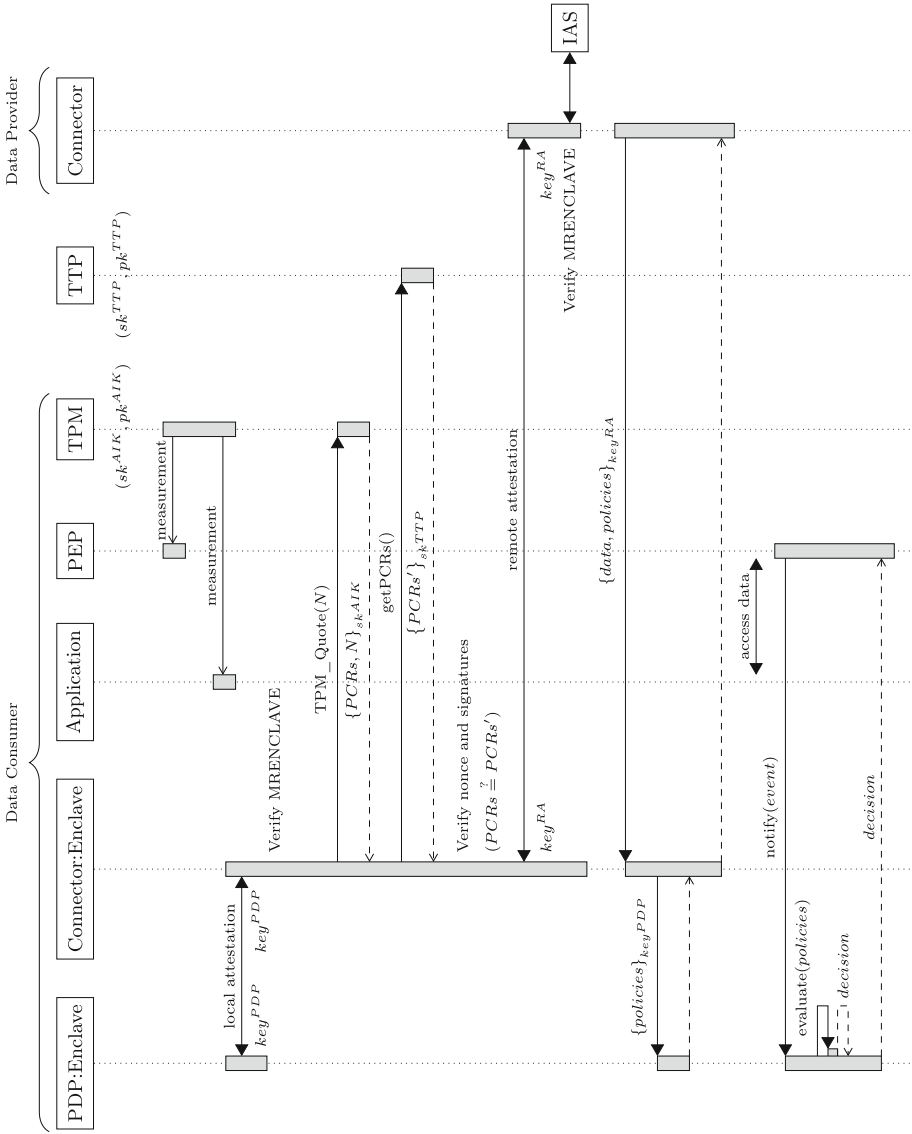 Data Consumer
Data Provider
PDP:Enclave
Connector:Enclave
Application
PEP
TPM
TTP
Connector
(sk^{AIK}, pk^{AIK})
(sk^{TTP}, pk^{TTP})
measurement
measurement
local attestation
key^{PDP}
key^{PDP}
Verify MRENCLAVE
TPM_Quote(N)
{PCRs, N}_{sk^{AIK}}
getPCRs()
{PCRs'}_{sk^{TTP}}
Verify nonce and signatures
(PCRs ≟ PCRs')
remote attestation
key^{RA}
key^{RA}
Verify MRENCLAVE
IAS
{data, policies}_{key^{RA}}
{policies}_{key^{PDP}}
access data
notify(event)
evaluate(policies)
decision
decision